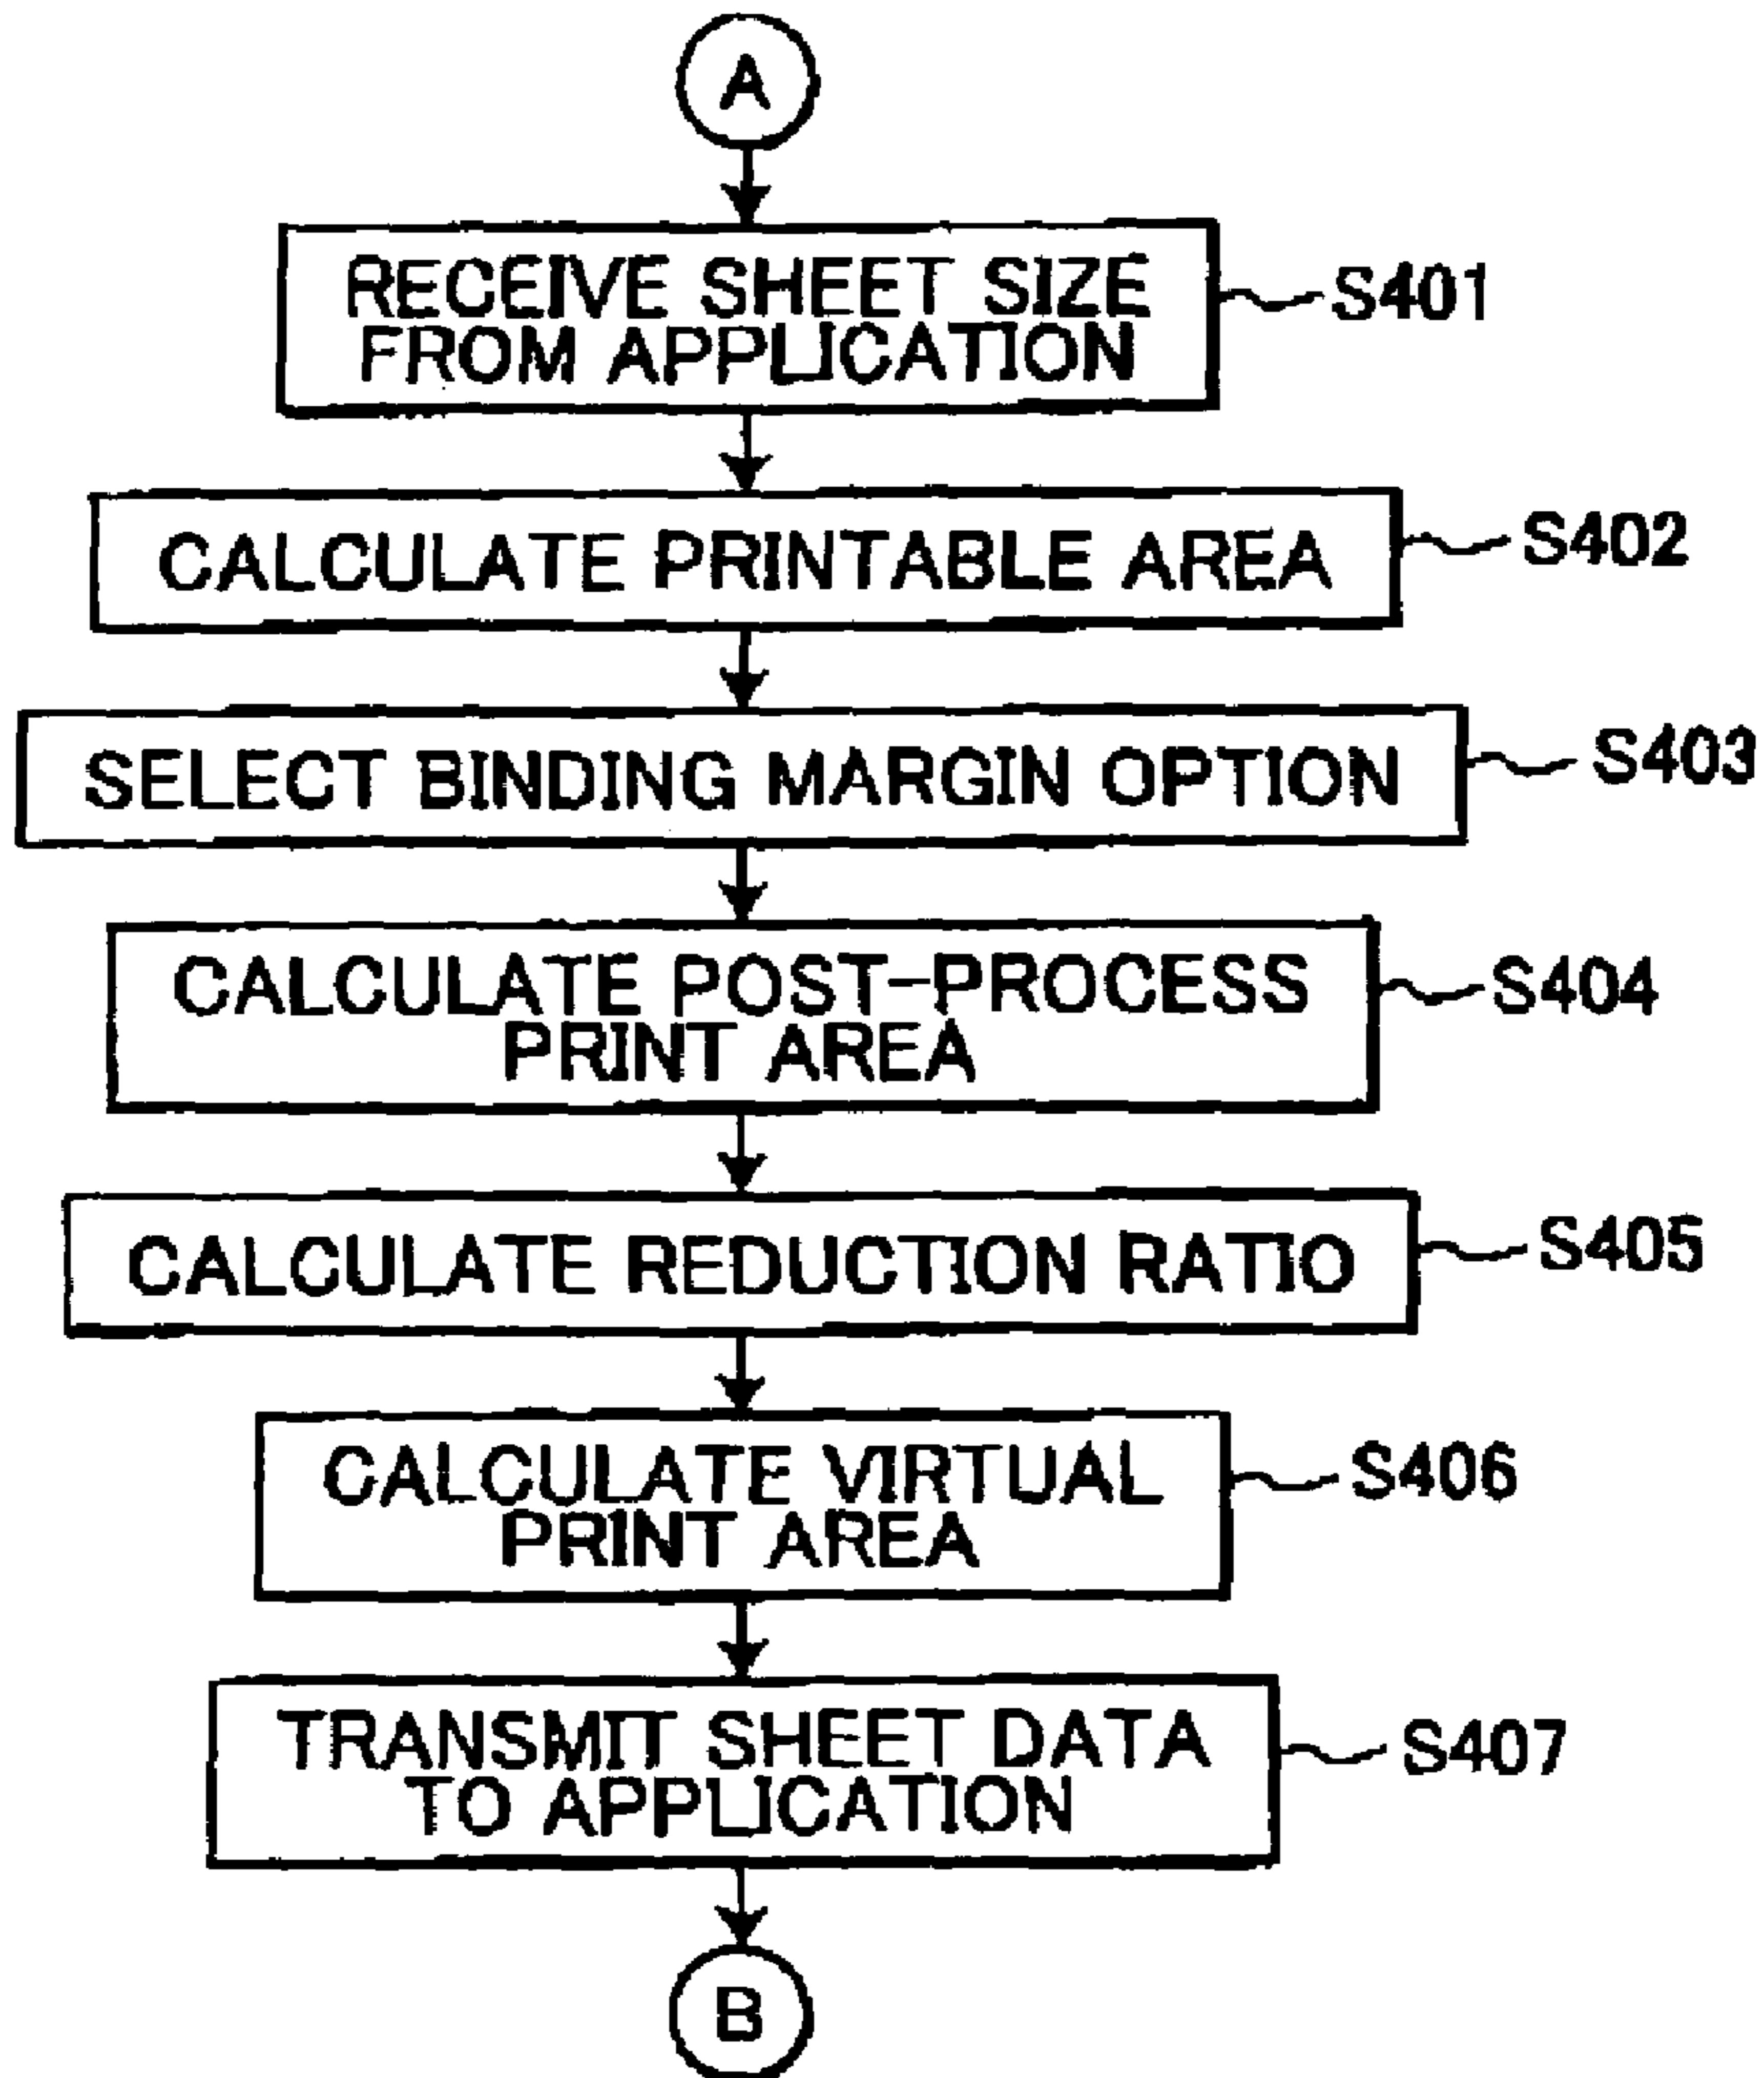 A
RECEIVE SHEET SIZE
FROM APPLICATION
S401
CALCULATE PRINTABLE AREA
S402
SELECT BINDING MARGIN OPTION
S403
CALCULATE POST-PROCESS
PRINT AREA
S404
CALCULATE REDUCTION RATIO
S405
CALCULATE VIRTUAL
PRINT AREA
S406
TRANSMIT SHEET DATA
TO APPLICATION
S407
B